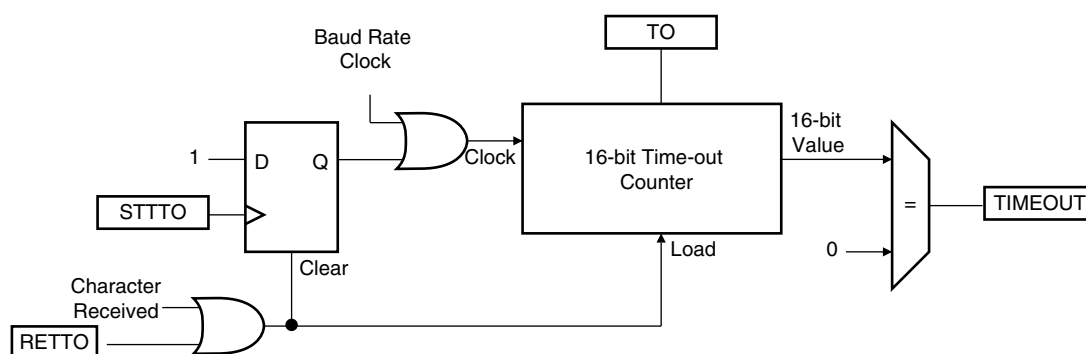 TO
Baud Rate
Clock
16-bit
Value
1
D
Q
Clock
16-bit Time-out
Counter
STTTO
=
TIMEOUT
Clear
Load
0
Character
Received
RETTO